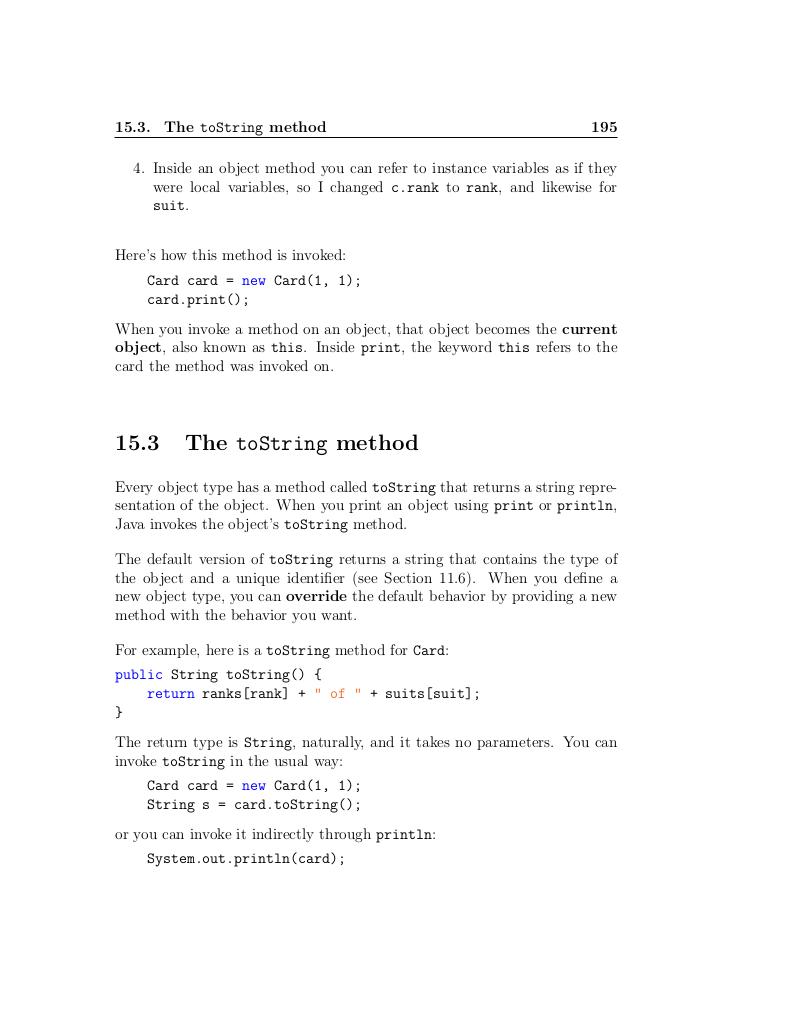 15.3. The toString method 195
4. Inside an object method you can refer to instance variables as if they
were local variables, so I changed c.rank to rank, and likewise for
suit.
Here's how this method is invoked:
Card card = new Card(1, 1);
card.print();
When you invoke a method on an object, that object becomes the current
object, also known as this. Inside print, the keyword this refers to the
card the method was invoked on.
15.3 The toString method
Every object type has a method called toString that returns a string repre-
sentation of the object. When you print an object using print or println,
Java invokes the object's toString method.
The default version of toString returns a string that contains the type of
the object and a unique identifier (see Section 11.6). When you define a
new object type, you can override the default behavior by providing a new
method with the behavior you want.
For example, here is a toString method for Card:
public String toString() {
return ranks[rank] + " of " + suits[suit];
}
The return type is String, naturally, and it takes no parameters. You can
invoke toString in the usual way:
Card card = new Card(1, 1);
String s = card.toString();
or you can invoke it indirectly through println:
System.out.println(card);